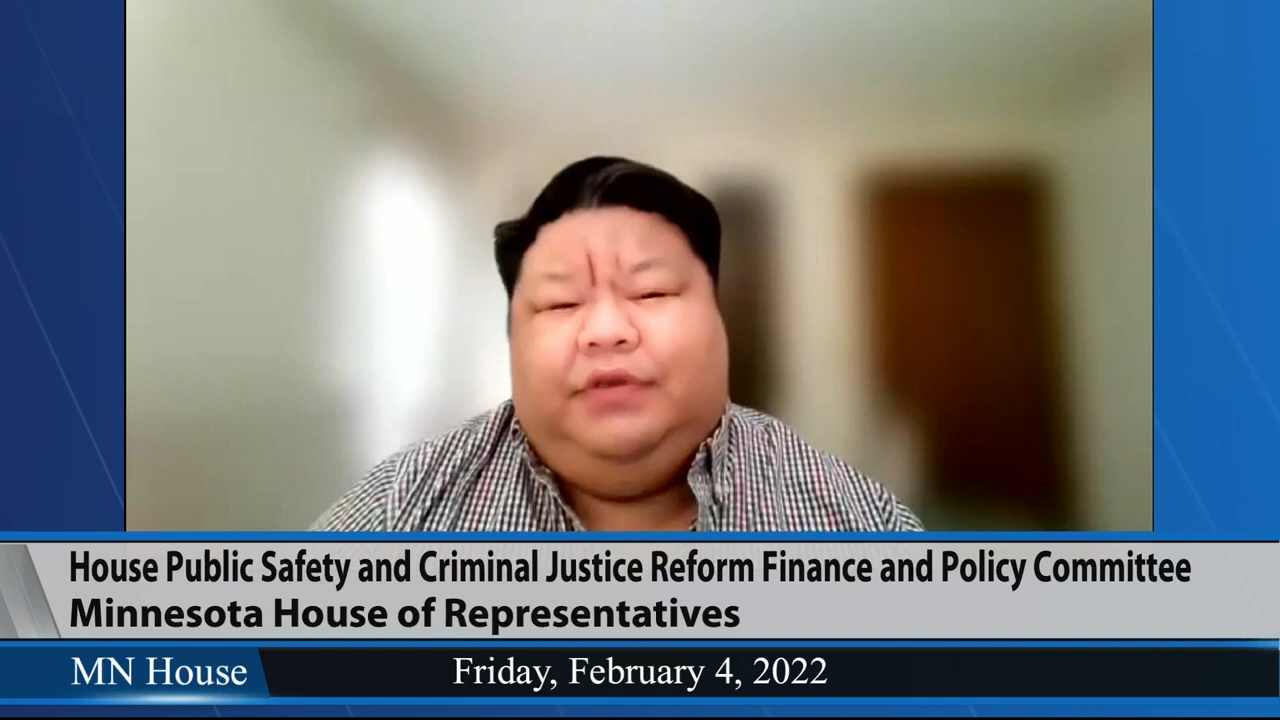 House Public Safety and Criminal Justice Reform Finance and Policy Committee
Minnesota House of Representatives
MN House
Friday, February 4, 2022